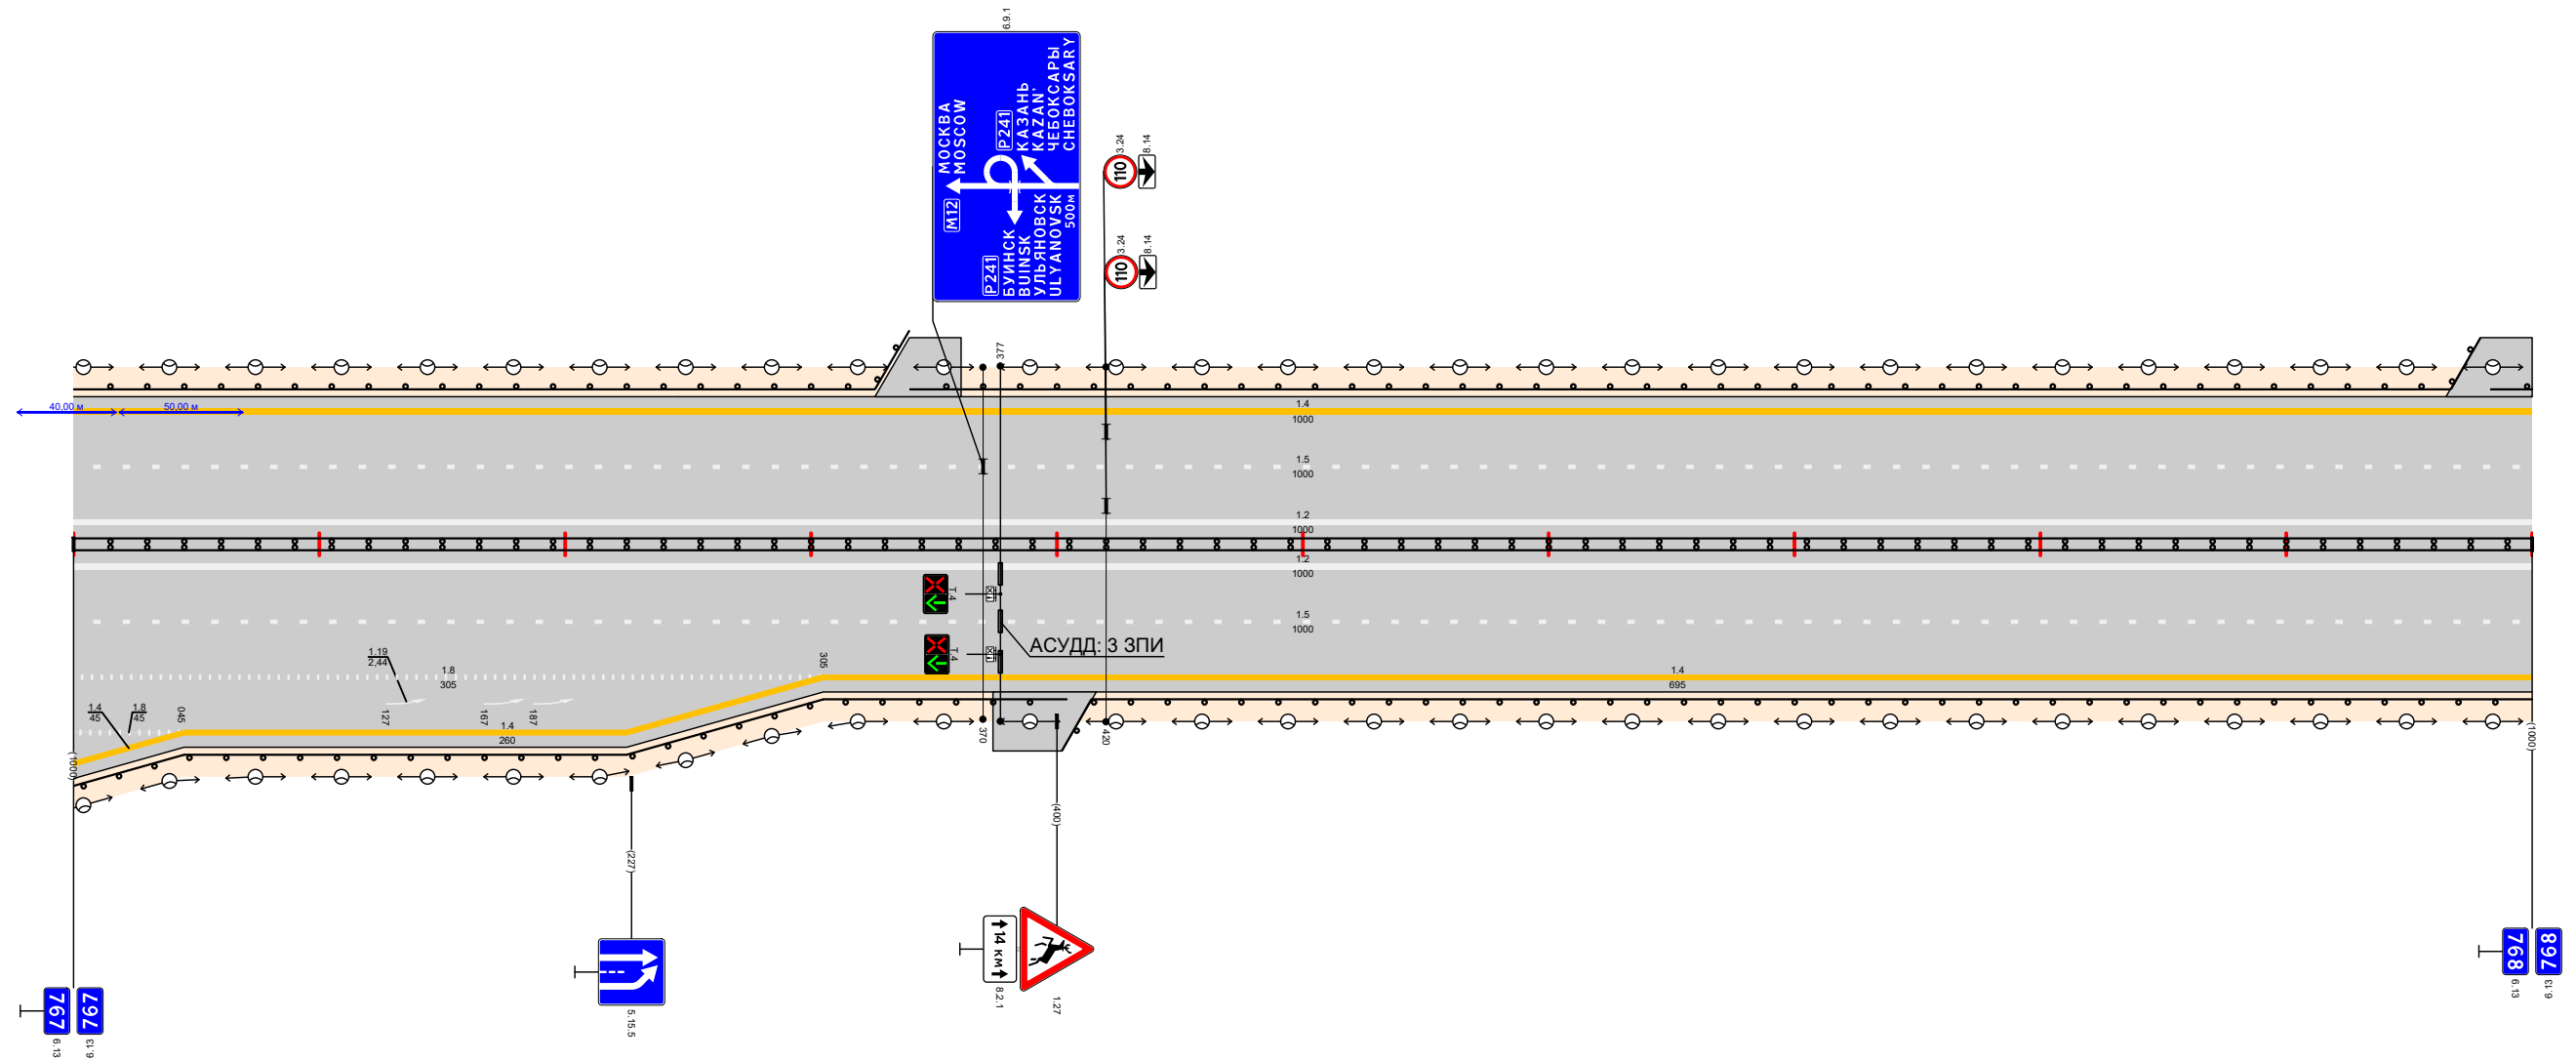 6.9.1
МОСКВА
MOSCOW
М12
Р241
КАЗАНЬ
KAZAN'
ЧЕБОКСАРЫ
CHEBOKSARY
Р241
БУИНСК
BUINSK
УЛЬЯНОВСК
ULYANOVSK
500м
3.24
110
8.14
3.24
110
8.14
377
40,00 м
50,00 м
1.4
1000
1.5
1000
1.2
1000
1.2
1000
1.5
1000
Т.4
Т.4
АСУДД: 3 ЗПИ
1.19
2,44
1.8
305
305
1.4
695
1.4
45
1.8
45
045
127
167
187
1.4
260
370
420
(1000)
(1000)
(227)
(400)
14 км
8.2.1
1.27
5.15.5
767
767
6.13
6.13
768
768
6.13
6.13